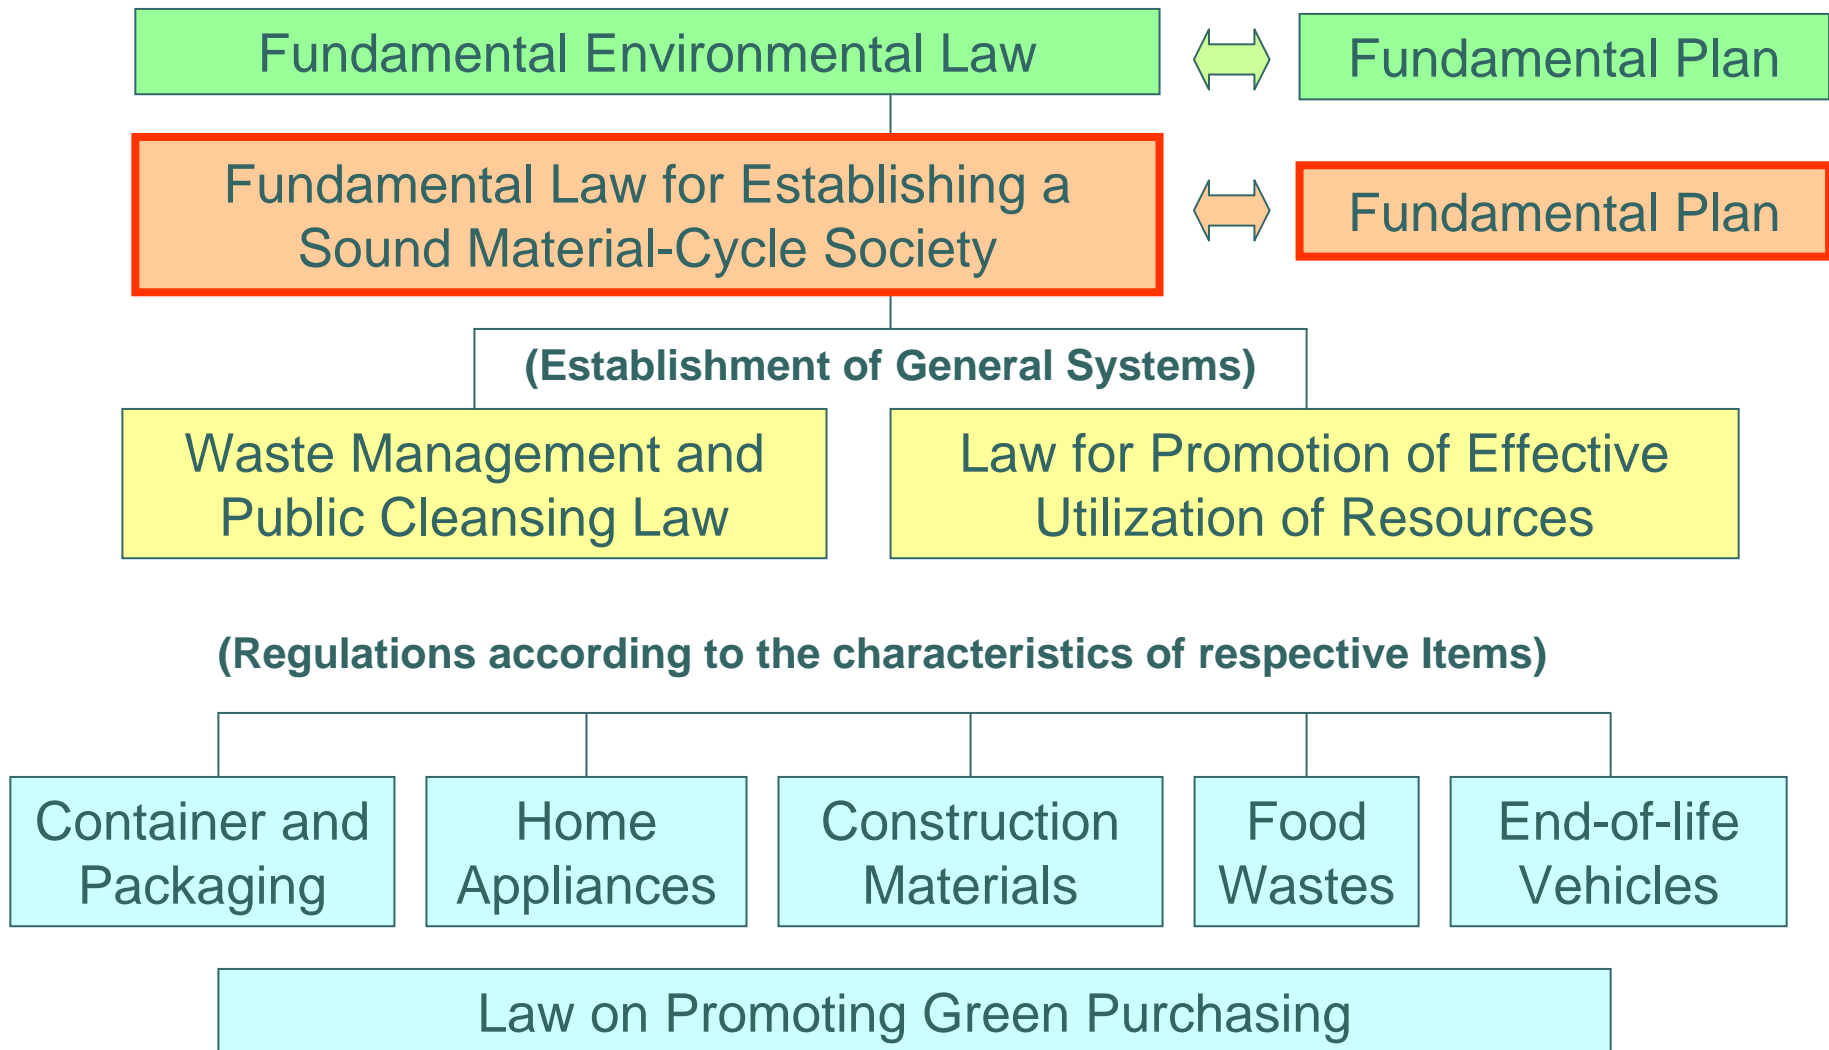 Fundamental Environmental Law
Fundamental Plan
Fundamental Law for Establishing a
Sound Material-Cycle Society
Fundamental Plan
(Establishment of General Systems)
Waste Management and
Public Cleansing Law
Law for Promotion of Effective
Utilization of Resources
(Regulations according to the characteristics of respective Items)
Container and
Packaging
Home
Appliances
Construction
Materials
Food
Wastes
End-of-life
Vehicles
Law on Promoting Green Purchasing